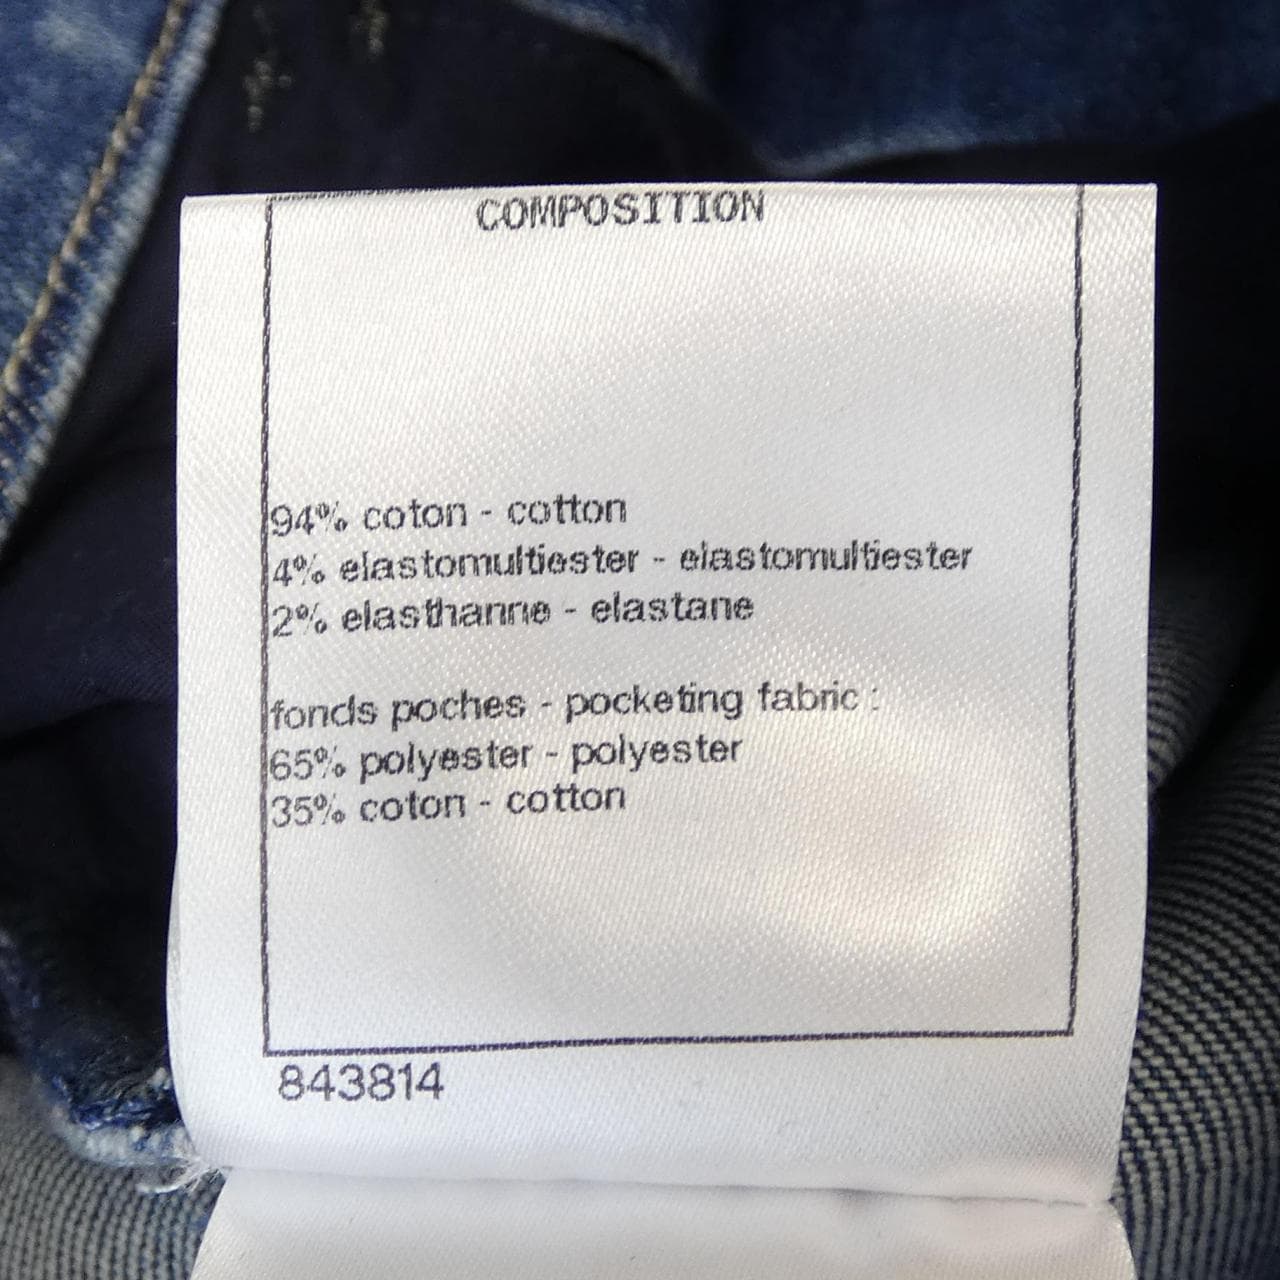 COMPOSITION
94% coton - cotton
4% elastomultiester - elastomultiester
2% elasthanne - elastane
fonds poches - pocketing fabric :
65% polyester - polyester
35% coton - cotton
843814